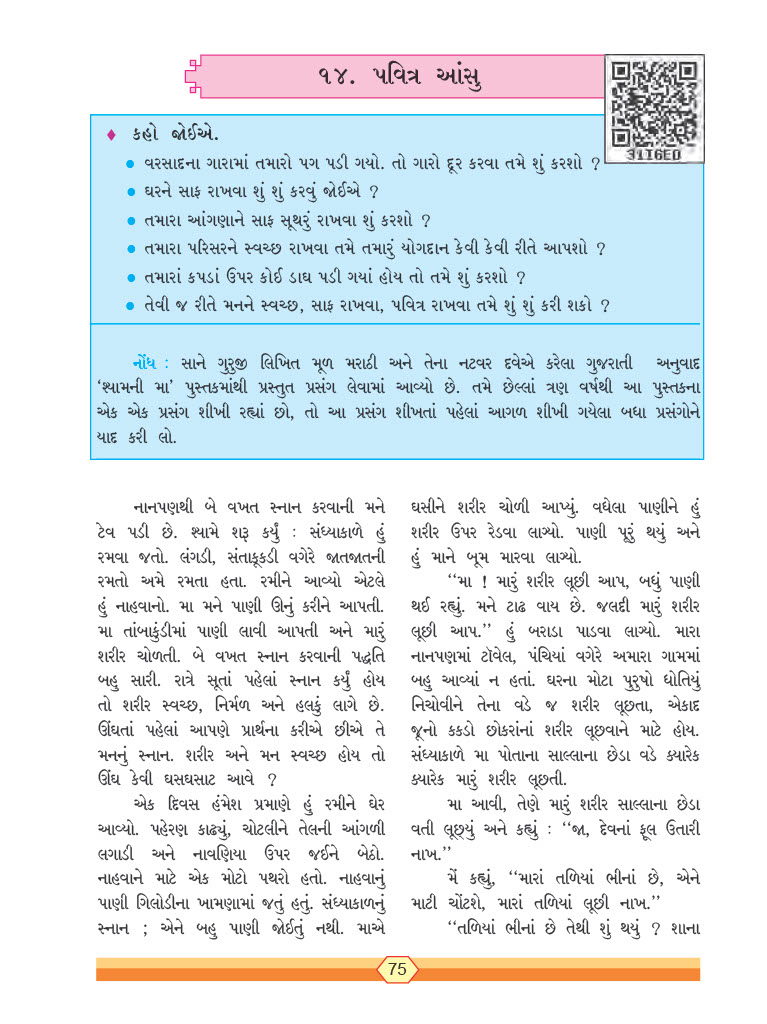 ૧૪. પવિત્ર આંસુ
31I6E0
♦ કહો જોઈએ.
● વરસાદના ગારામાં તમારો પગ પડી ગયો. તો ગારો દૂર કરવા તમે શું કરશો ?
● ઘરને સાફ રાખવા શું શું કરવું જોઈએ ?
● તમારા આંગણાને સાફ સૂથરું રાખવા શું કરશો ?
● તમારા પરિસરને સ્વચ્છ રાખવા તમે તમારું યોગદાન કેવી કેવી રીતે આપશો ?
● તમારાં કપડાં ઉપર કોઈ ડાઘ પડી ગયાં હોય તો તમે શું કરશો ?
● તેવી જ રીતે મનને સ્વચ્છ, સાફ રાખવા, પવિત્ર રાખવા તમે શું શું કરી શકો ?
નોંધ : સાને ગુરુજી લિખિત મૂળ મરાઠી અને તેના નટવર દવેએ કરેલા ગુજરાતી અનુવાદ
‘શ્યામની મા’ પુસ્તકમાંથી પ્રસ્તુત પ્રસંગ લેવામાં આવ્યો છે. તમે છેલ્લાં ત્રણ વર્ષથી આ પુસ્તકના
એક એક પ્રસંગ શીખી રહ્યાં છો, તો આ પ્રસંગ શીખતાં પહેલાં આગળ શીખી ગયેલા બધા પ્રસંગોને
યાદ કરી લો.
નાનપણથી બે વખત સ્નાન કરવાની મને
ટેવ પડી છે. શ્યામે શરૂ કર્યું : સંધ્યાકાળે હું
રમવા જતો. લંગડી, સંતાકૂકડી વગેરે જાતજાતની
રમતો અમે રમતા હતા. રમીને આવ્યો એટલે
હું નાહવાનો. મા મને પાણી ઊનું કરીને આપતી.
મા તાંબાકુંડીમાં પાણી લાવી આપતી અને મારું
શરીર ચોળતી. બે વખત સ્નાન કરવાની પદ્ધતિ
બહુ સારી. રાત્રે સૂતાં પહેલાં સ્નાન કર્યું હોય
તો શરીર સ્વચ્છ, નિર્મળ અને હલકું લાગે છે.
ઊંઘતાં પહેલાં આપણે પ્રાર્થના કરીએ છીએ તે
મનનું સ્નાન. શરીર અને મન સ્વચ્છ હોય તો
ઊંઘ કેવી ઘસઘસાટ આવે ?
એક દિવસ હંમેશ પ્રમાણે હું રમીને ઘેર
આવ્યો. પહેરણ કાઢ્યું, ચોટલીને તેલની આંગળી
લગાડી અને નાવણિયા ઉપર જઈને બેઠો.
નાહવાને માટે એક મોટો પથરો હતો. નાહવાનું
પાણી ગિલોડીના ખામણામાં જતું હતું. સંધ્યાકાળનું
સ્નાન ; એને બહુ પાણી જોઈતું નથી. માએ
ઘસીને શરીર ચોળી આપ્યું. વધેલા પાણીને હું
શરીર ઉપર રેડવા લાગ્યો. પાણી પૂરું થયું અને
હું માને બૂમ મારવા લાગ્યો.
‘‘મા ! મારું શરીર લૂછી આપ, બધું પાણી
થઈ રહ્યું. મને ટાઢ વાય છે. જલદી મારું શરીર
લૂછી આપ.’’ હું બરાડા પાડવા લાગ્યો. મારા
નાનપણમાં ટૉવેલ, પંચિયાં વગેરે અમારા ગામમાં
બહુ આવ્યાં ન હતાં. ઘરના મોટા પુરુષો ધોતિયું
નિચોવીને તેના વડે જ શરીર લૂછતા, એકાદ
જૂનો કકડો છોકરાંનાં શરીર લૂછવાને માટે હોય.
સંધ્યાકાળે મા પોતાના સાલ્લાના છેડા વડે ક્યારેક
ક્યારેક મારું શરીર લૂછતી.
મા આવી, તેણે મારું શરીર સાલ્લાના છેડા
વતી લૂછ્યું અને કહ્યું : ‘‘જા, દેવનાં ફૂલ ઉતારી
નાખ.’’
મેં કહ્યું, ‘‘મારાં તળિયાં ભીનાં છે, એને
માટી ચોંટશે, મારાં તળિયાં લૂછી નાખ.’’
‘‘તળિયાં ભીનાં છે તેથી શું થયું ? શાના
75